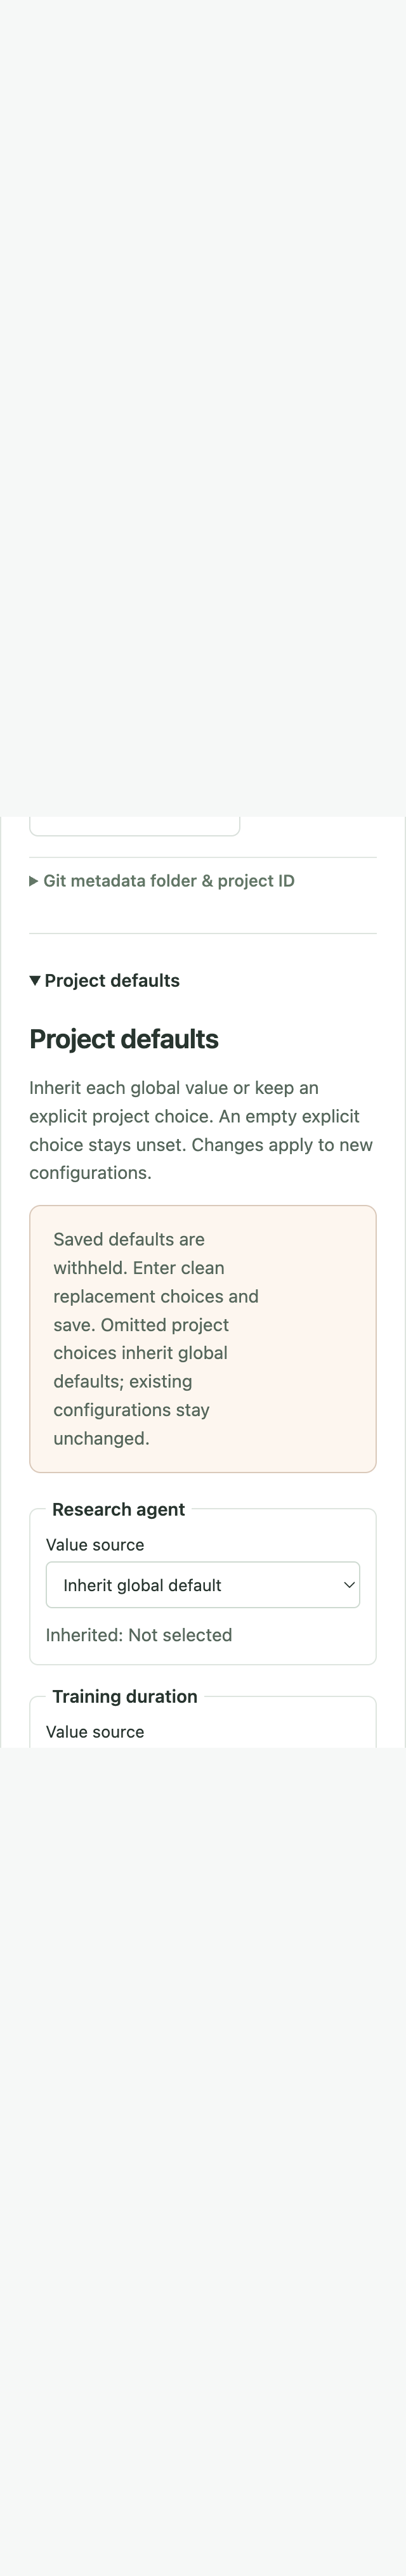 Git metadata folder & project ID
Project defaults
Project defaults
Inherit each global value or keep an
explicit project choice. An empty explicit
choice stays unset. Changes apply to new
configurations.
Saved defaults are
withheld. Enter clean
replacement choices and
save. Omitted project
choices inherit global
defaults; existing
configurations stay
unchanged.
Research agent
Value source
Inherit global default
Inherited: Not selected
Training duration
Value source